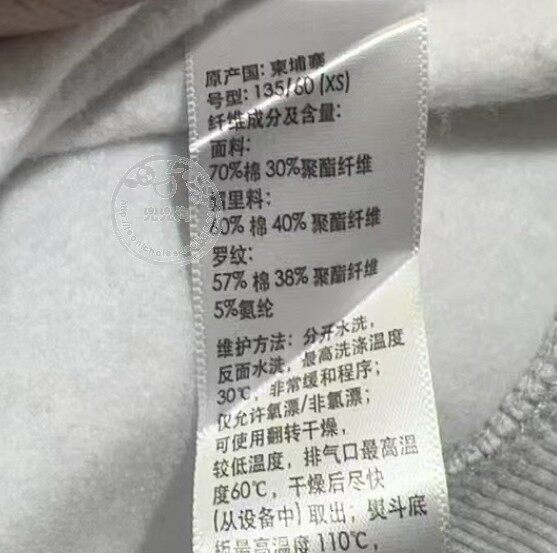 原产国: 柬埔寨
号型: 135/60 (XS)
纤维成分及含量:
面料:
70%棉 30%聚酯纤维
帽里料:
60% 棉 40% 聚酯纤维
罗纹:
57% 棉 38% 聚酯纤维
5%氨纶
维护方法: 分开水洗,
反面水洗, 最高洗涤温度
30℃, 非常缓和程序;
仅允许氧漂/非氯漂;
可使用翻转干燥,
较低温度, 排气口最高温
度60℃, 干燥后尽快
(从设备中) 取出; 熨斗底
板最高温度 110℃,